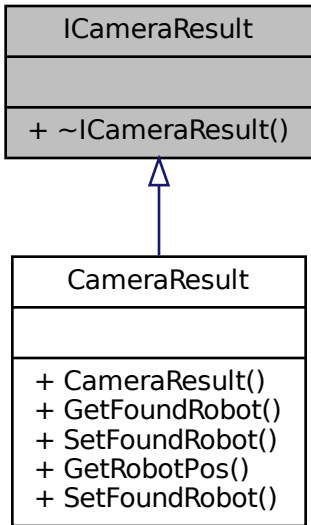 ICameraResult
+ ~ICameraResult()
CameraResult
+ CameraResult()
+ GetFoundRobot()
+ SetFoundRobot()
+ GetRobotPos()
+ SetFoundRobot()